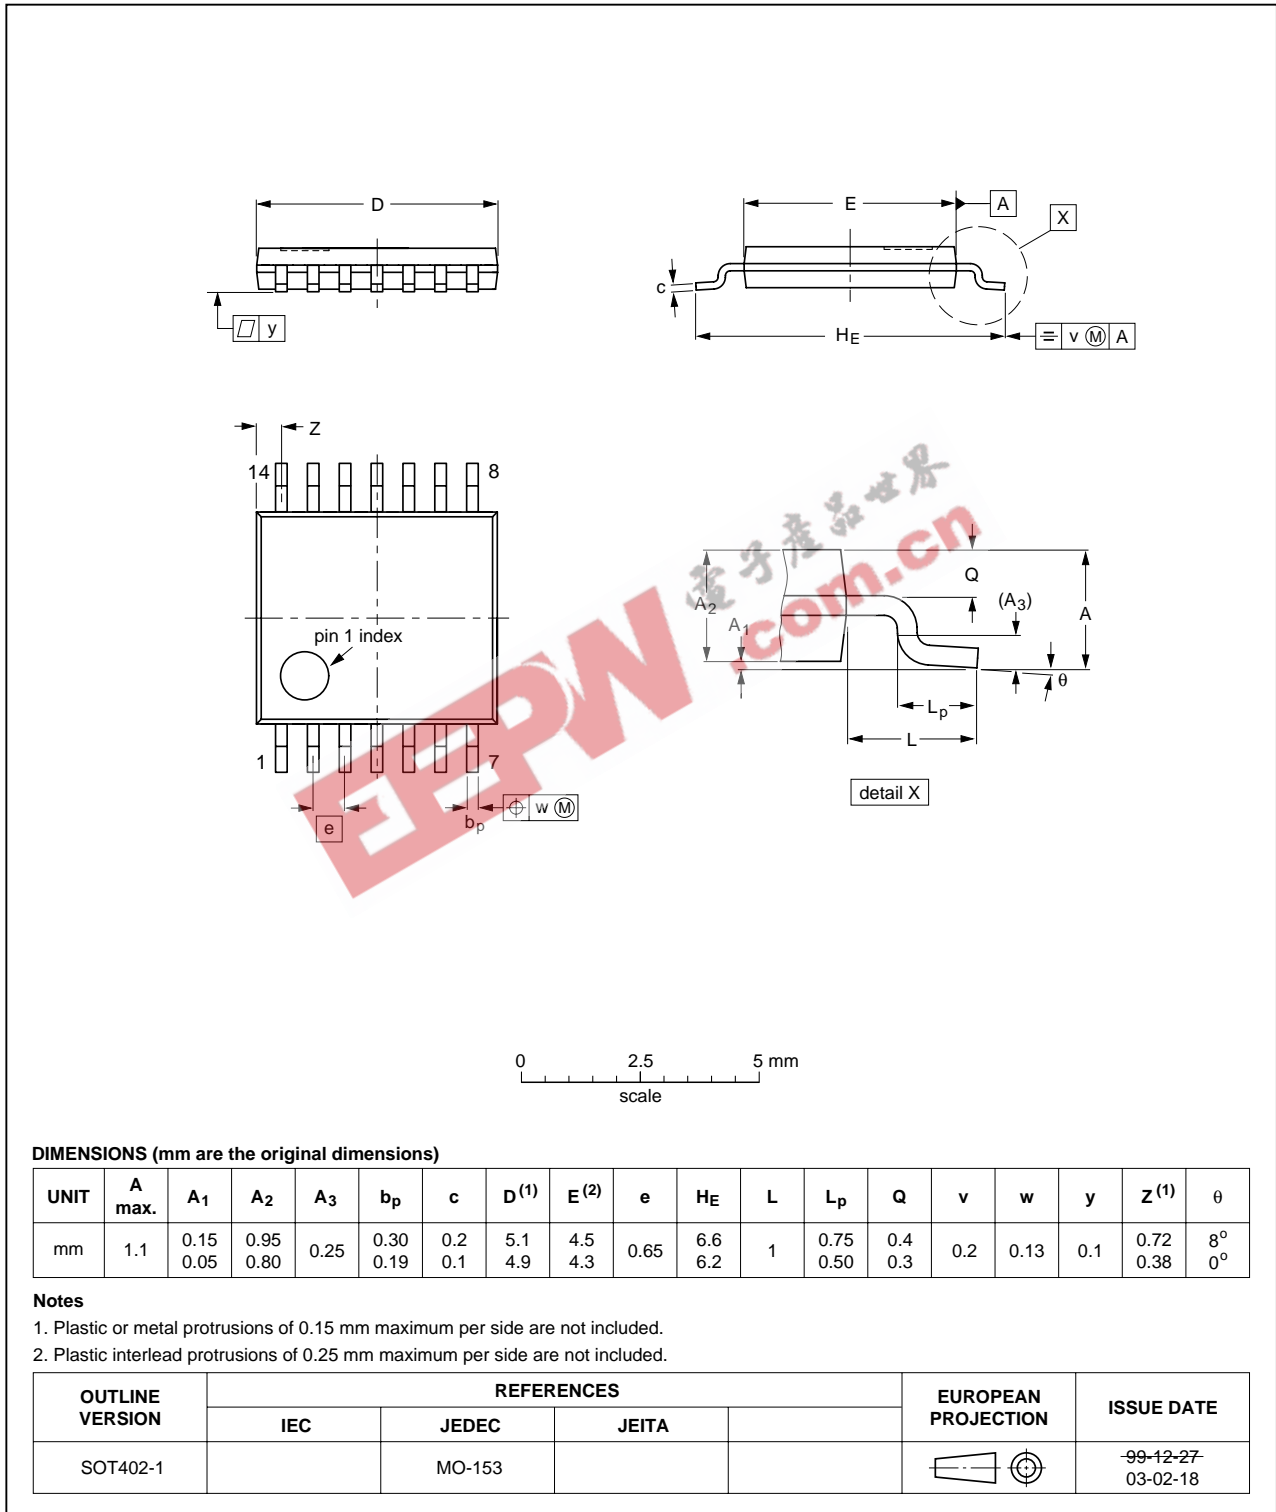 D
y
E
A
X
c
HE
v Ⓜ A
Z
14
8
pin 1 index
1
7
e
bp
w Ⓜ
電子產品世界
.com.cn
EEPW
A2
A1
Q
(A3)
A
θ
Lp
L
detail X
0 2.5 5 mm
scale
DIMENSIONS (mm are the original dimensions)
UNIT A max. A1 A2 A3 bp c D(1) E(2) e HE L Lp Q v w y Z(1) θ
mm 1.1 0.15 0.05 0.95 0.80 0.25 0.30 0.19 0.2 0.1 5.1 4.9 4.5 4.3 0.65 6.6 6.2 1 0.75 0.50 0.4 0.3 0.2 0.13 0.1 0.72 0.38 8° 0°
Notes
1. Plastic or metal protrusions of 0.15 mm maximum per side are not included.
2. Plastic interlead protrusions of 0.25 mm maximum per side are not included.
OUTLINE VERSION REFERENCES EUROPEAN PROJECTION ISSUE DATE
IEC JEDEC JEITA
SOT402-1 MO-153 99-12-27
03-02-18